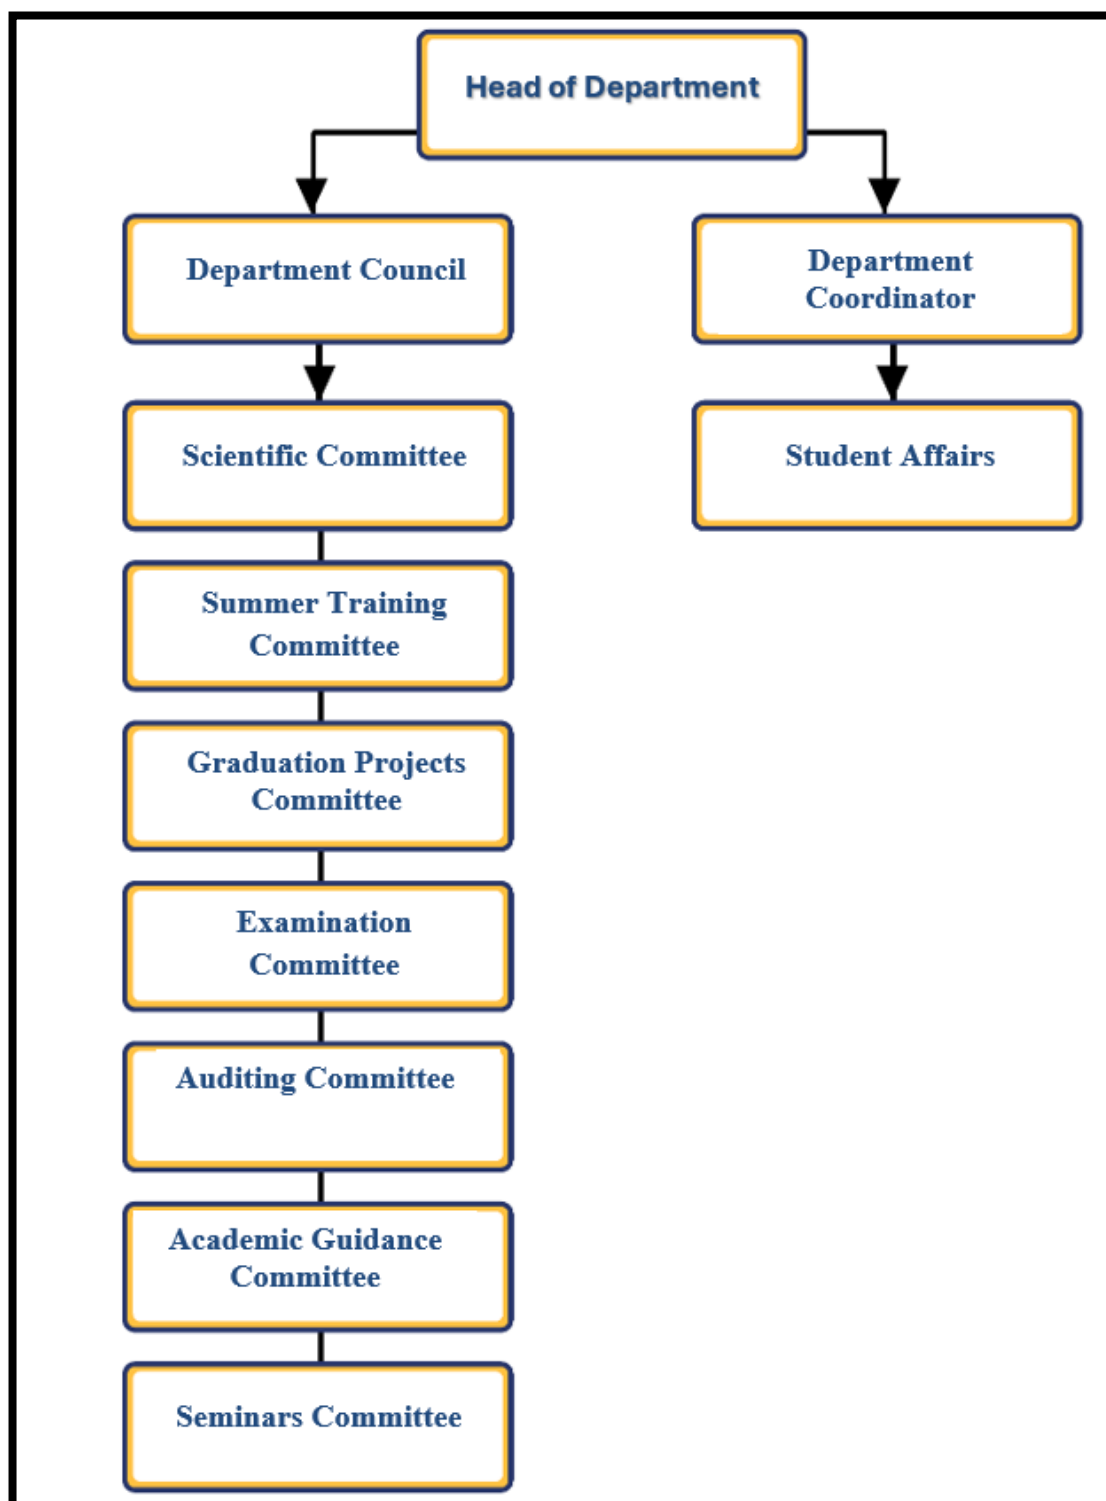 Head of Department
Department Council
Department
Coordinator
Scientific Committee
Student Affairs
Summer Training
Committee
Graduation Projects
Committee
Examination
Committee
Auditing Committee
Academic Guidance
Committee
Seminars Committee